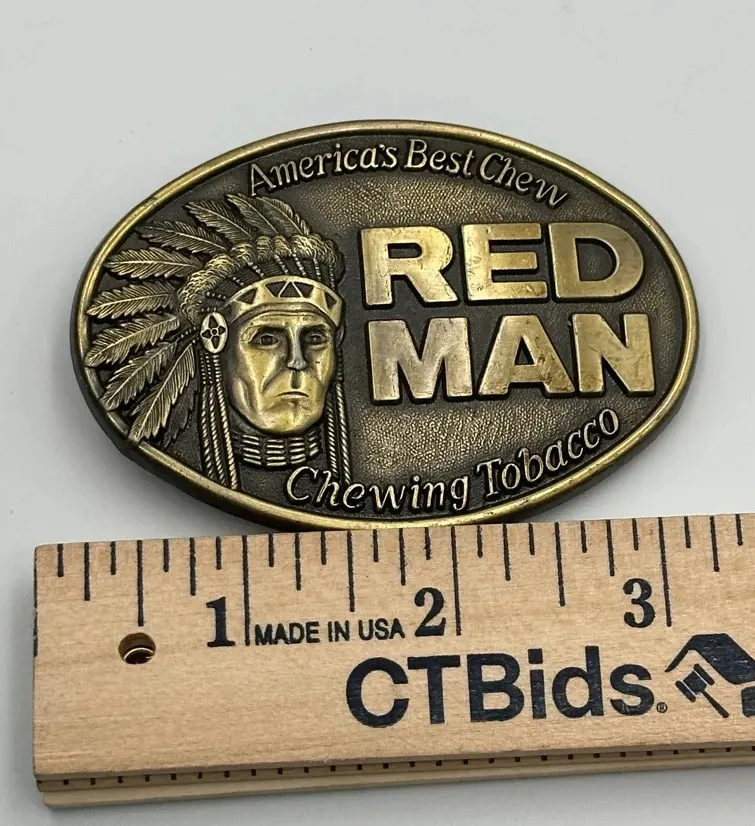 America's Best Chew
RED
MAN
Chewing Tobacco
1 MADE IN USA 2 3
CTBids®